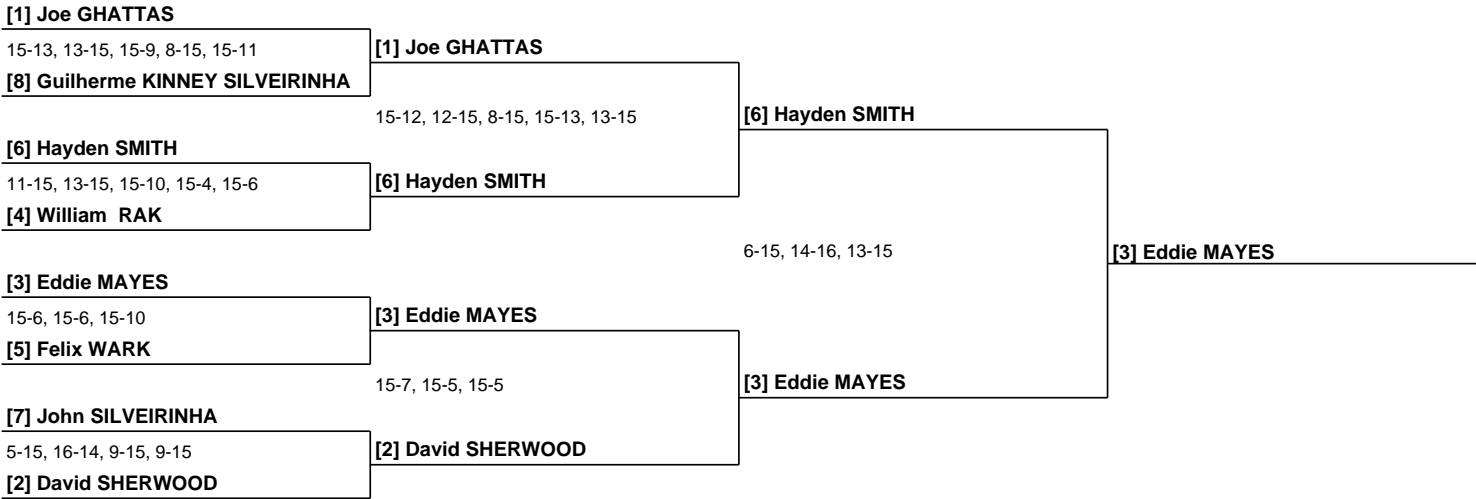 [1] Joe GHATTAS
15-13, 13-15, 15-9, 8-15, 15-11
[8] Guilherme KINNEY SILVEIRINHA
[6] Hayden SMITH
11-15, 13-15, 15-10, 15-4, 15-6
[4] William  RAK
[3] Eddie MAYES
15-6, 15-6, 15-10
[5] Felix WARK
[7] John SILVEIRINHA
5-15, 16-14, 9-15, 9-15
[2] David SHERWOOD
[1] Joe GHATTAS
15-12, 12-15, 8-15, 15-13, 13-15
[6] Hayden SMITH
[3] Eddie MAYES
15-7, 15-5, 15-5
[2] David SHERWOOD
[6] Hayden SMITH
6-15, 14-16, 13-15
[3] Eddie MAYES
[3] Eddie MAYES